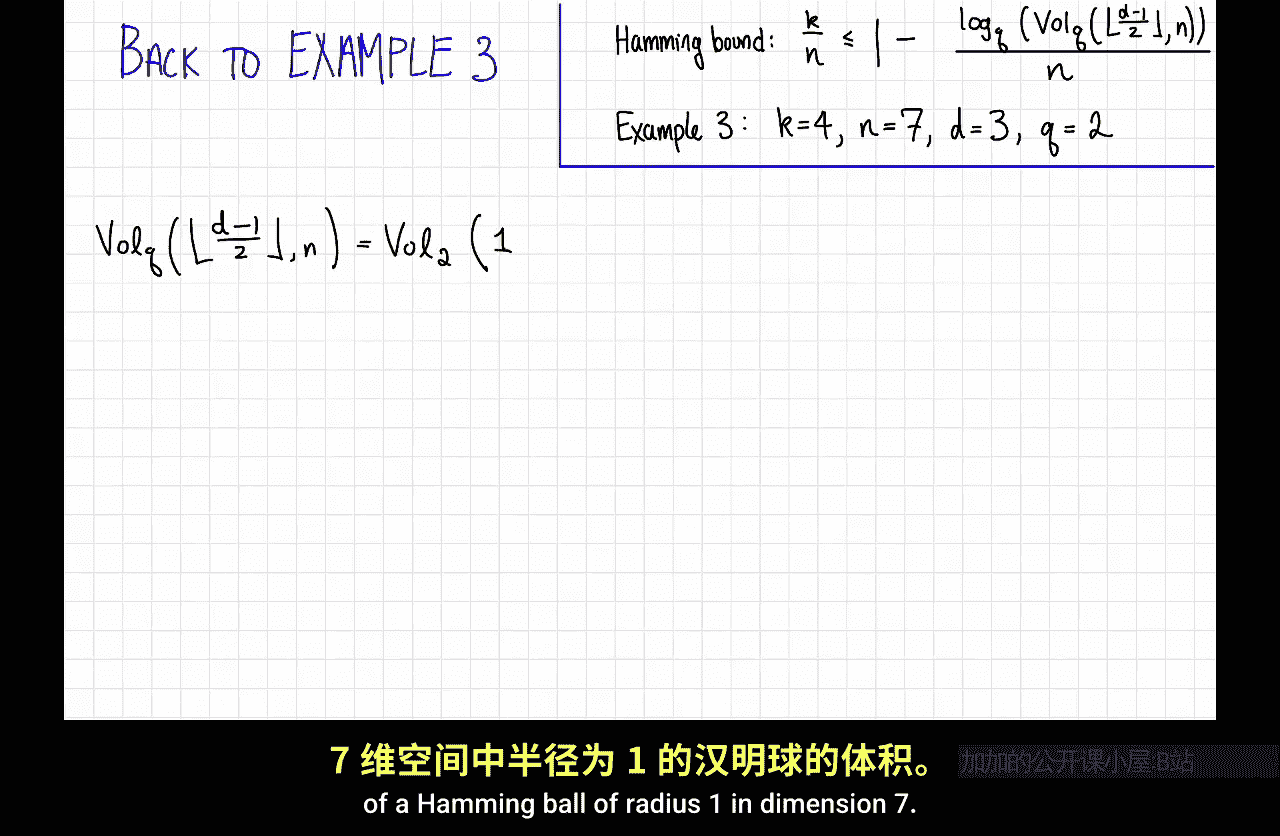 BACK TO EXAMPLE 3
Hamming bound: k/n ≤ 1 - log_q (Vol_q(⌊d-1/2⌋, n)) / n
Example 3: k=4, n=7, d=3, q=2
Vol_q(⌊d-1/2⌋, n) = Vol_2 (1
7 维空间中半径为 1 的汉明球的体积。
加加的公开课小屋 B站
of a Hamming ball of radius 1 in dimension 7.